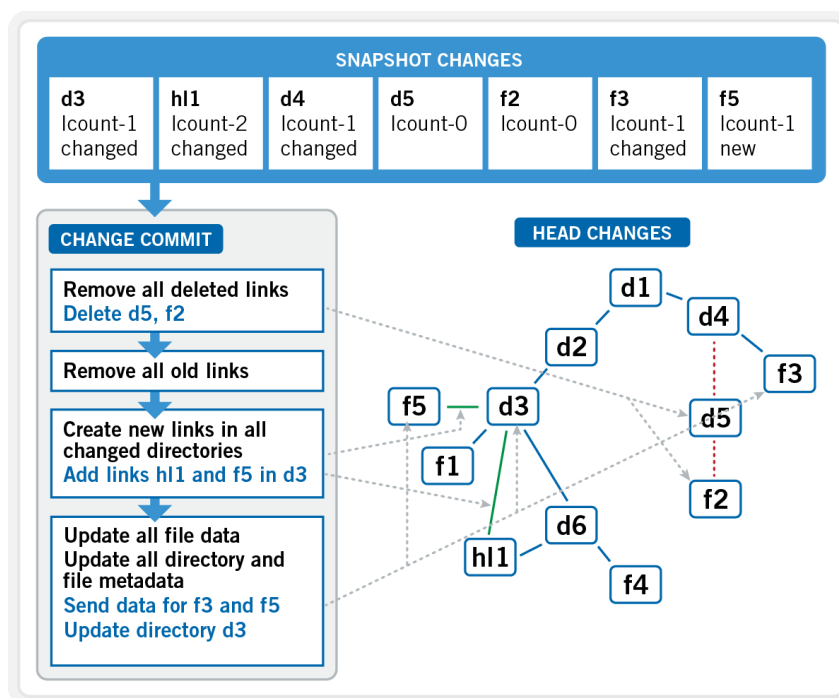 SNAPSHOT CHANGES
d3
lcount-1
changed
hl1
lcount-2
changed
d4
lcount-1
changed
d5
lcount-0
f2
lcount-0
f3
lcount-1
changed
f5
lcount-1
new
CHANGE COMMIT
Remove all deleted links
Delete d5, f2
Remove all old links
Create new links in all
changed directories
Add links hl1 and f5 in d3
Update all file data
Update all directory and
file metadata
Send data for f3 and f5
Update directory d3
HEAD CHANGES
d1
d4
d2
f3
f5
d3
d5
f1
f2
d6
hl1
f4